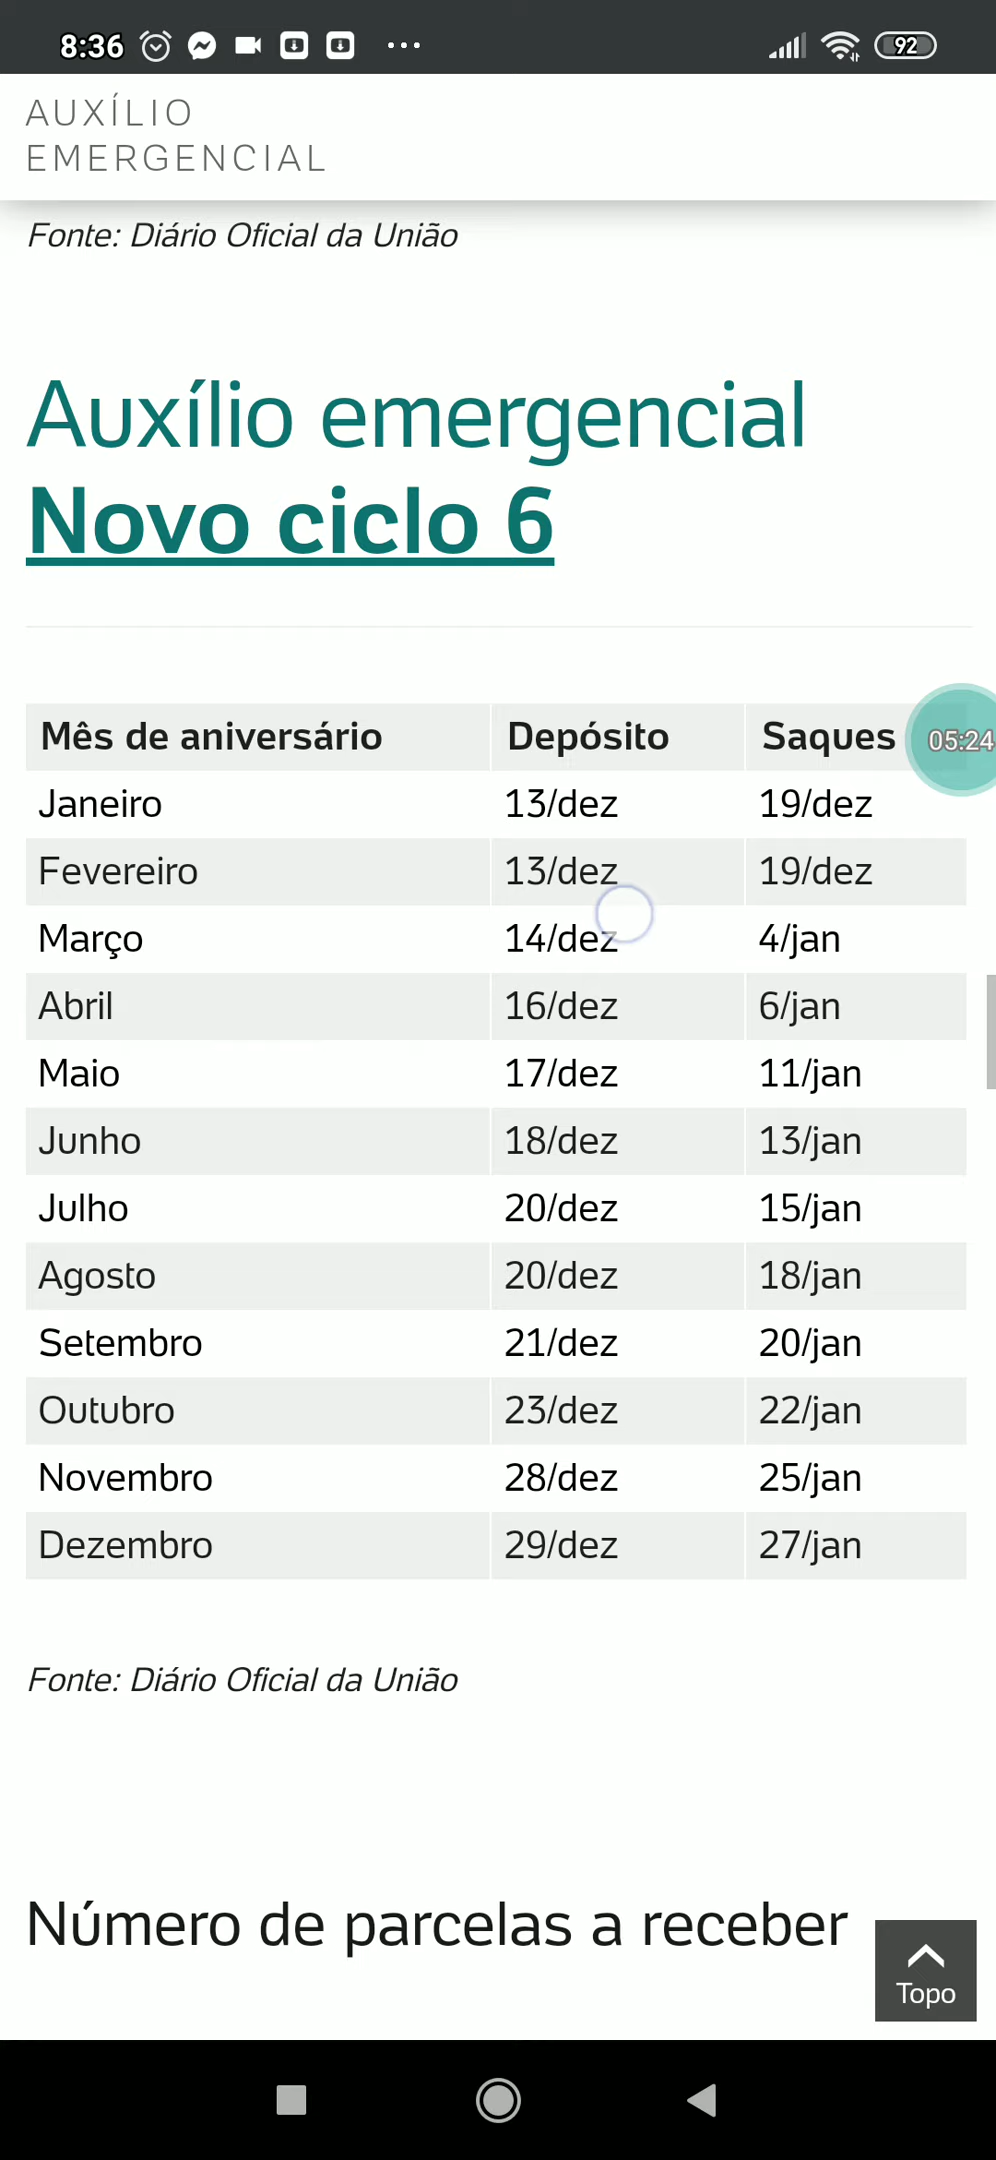 8:36 92
AUXÍLIO
EMERGENCIAL
Fonte: Diário Oficial da União
Auxílio emergencial
Novo ciclo 6
Mês de aniversário Depósito Saques 05:24
Janeiro 13/dez 19/dez
Fevereiro 13/dez 19/dez
Março 14/dez 4/jan
Abril 16/dez 6/jan
Maio 17/dez 11/jan
Junho 18/dez 13/jan
Julho 20/dez 15/jan
Agosto 20/dez 18/jan
Setembro 21/dez 20/jan
Outubro 23/dez 22/jan
Novembro 28/dez 25/jan
Dezembro 29/dez 27/jan
Fonte: Diário Oficial da União
Número de parcelas a receber
Topo